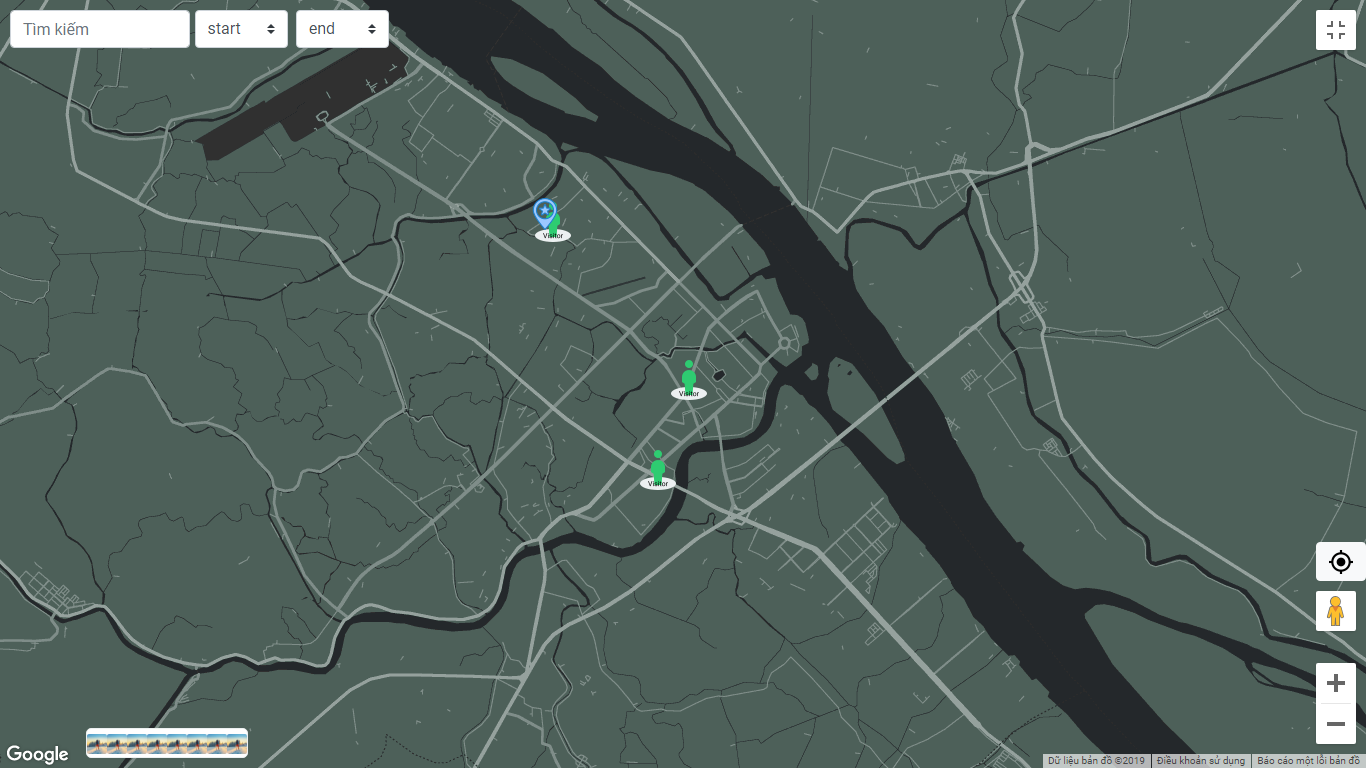 Tìm kiếm
start
end
Visitor
Visitor
Visitor
Google
Dữ liệu bản đồ ©2019
Điều khoản sử dụng
Báo cáo một lỗi bản đồ